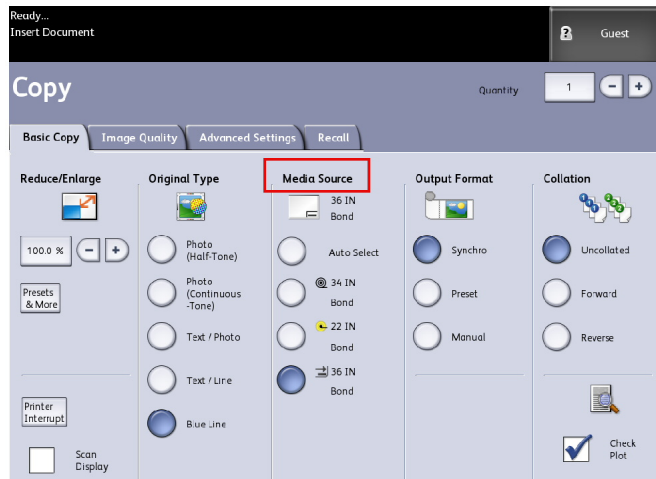 Ready...
Insert Document
Guest
Copy
Quantity
1
- +
Basic Copy
Image Quality
Advanced Settings
Recall
Reduce/Enlarge
100.0 %
- +
Presets
& More
Printer
Interrupt
Scan
Display
Original Type
Photo
(Half-Tone)
Photo
(Continuous
-Tone)
Text / Photo
Text / Line
Blue Line
Media Source
36 IN
Bond
Auto Select
34 IN
Bond
22 IN
Bond
36 IN
Bond
Output Format
Synchro
Preset
Manual
Collation
Uncollated
Forward
Reverse
Check
Plot